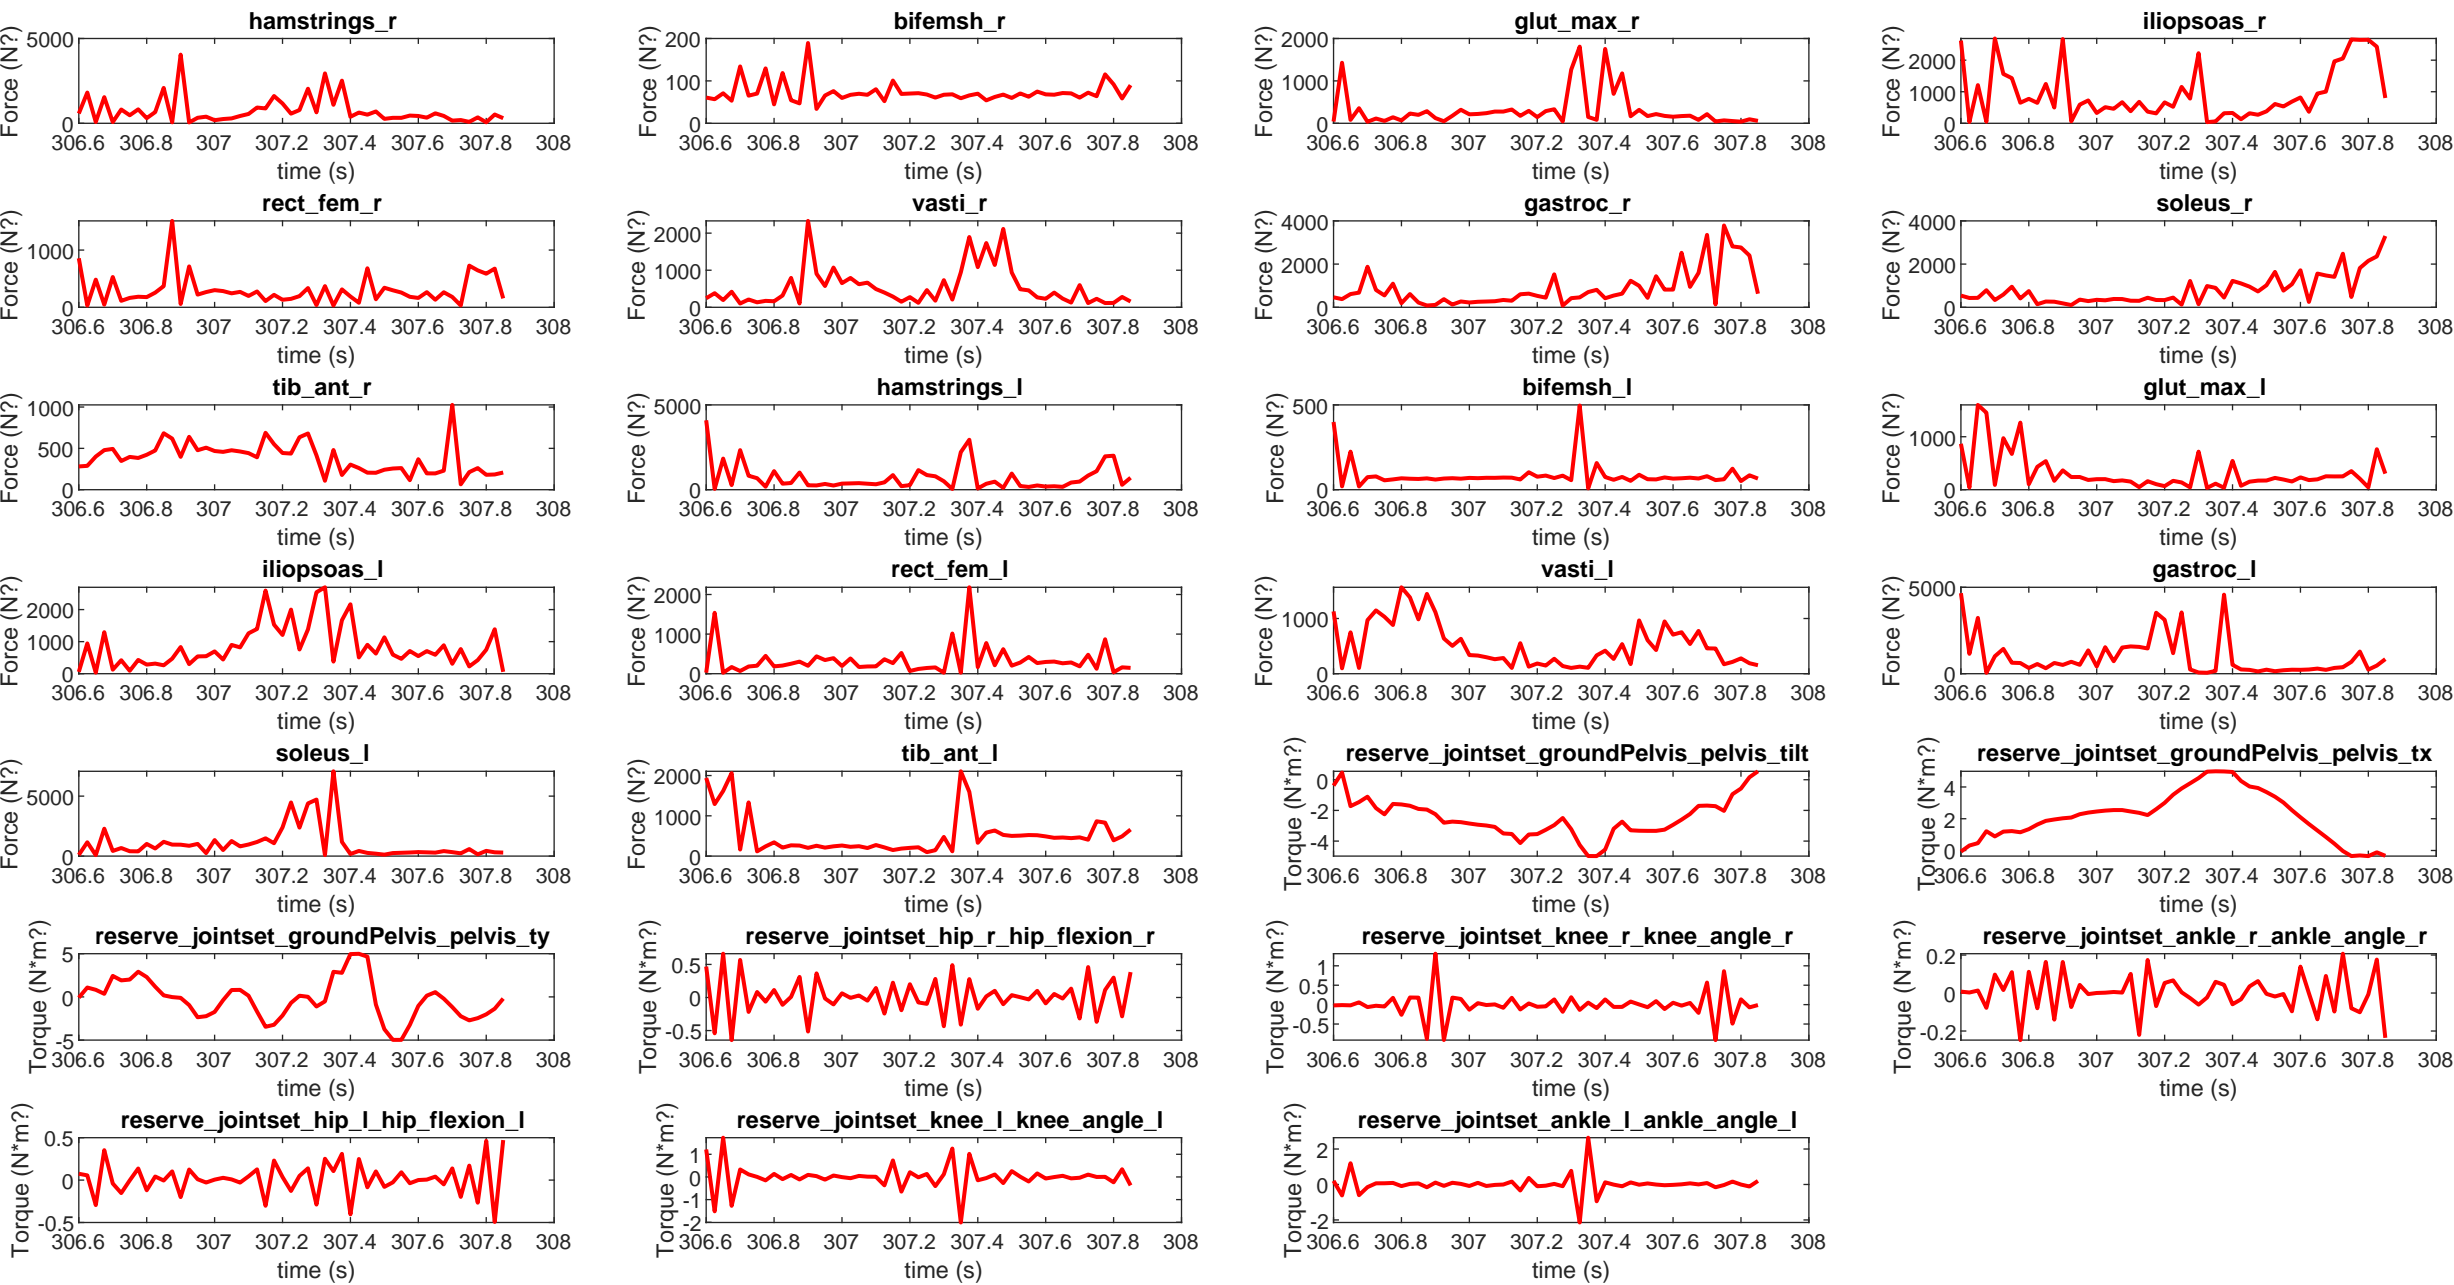 hamstrings_r
bifemsh_r
glut_max_r
iliopsoas_r
5000
0
Force (N?)
306.6 306.8 307 307.2 307.4 307.6 307.8 308
time (s)
200
100
0
Force (N?)
306.6 306.8 307 307.2 307.4 307.6 307.8 308
time (s)
2000
1000
0
Force (N?)
306.6 306.8 307 307.2 307.4 307.6 307.8 308
time (s)
2000
1000
0
Force (N?)
306.6 306.8 307 307.2 307.4 307.6 307.8 308
time (s)
rect_fem_r
vasti_r
gastroc_r
soleus_r
1000
0
Force (N?)
306.6 306.8 307 307.2 307.4 307.6 307.8 308
time (s)
2000
1000
0
Force (N?)
306.6 306.8 307 307.2 307.4 307.6 307.8 308
time (s)
4000
2000
0
Force (N?)
306.6 306.8 307 307.2 307.4 307.6 307.8 308
time (s)
4000
2000
0
Force (N?)
306.6 306.8 307 307.2 307.4 307.6 307.8 308
time (s)
tib_ant_r
hamstrings_l
bifemsh_l
glut_max_l
1000
500
0
Force (N?)
306.6 306.8 307 307.2 307.4 307.6 307.8 308
time (s)
5000
0
Force (N?)
306.6 306.8 307 307.2 307.4 307.6 307.8 308
time (s)
500
0
Force (N?)
306.6 306.8 307 307.2 307.4 307.6 307.8 308
time (s)
1000
0
Force (N?)
306.6 306.8 307 307.2 307.4 307.6 307.8 308
time (s)
iliopsoas_l
rect_fem_l
vasti_l
gastroc_l
2000
1000
0
Force (N?)
306.6 306.8 307 307.2 307.4 307.6 307.8 308
time (s)
2000
1000
0
Force (N?)
306.6 306.8 307 307.2 307.4 307.6 307.8 308
time (s)
1000
0
Force (N?)
306.6 306.8 307 307.2 307.4 307.6 307.8 308
time (s)
5000
0
Force (N?)
306.6 306.8 307 307.2 307.4 307.6 307.8 308
time (s)
soleus_l
tib_ant_l
reserve_jointset_groundPelvis_pelvis_tilt
reserve_jointset_groundPelvis_pelvis_tx
5000
0
Force (N?)
306.6 306.8 307 307.2 307.4 307.6 307.8 308
time (s)
2000
1000
0
Force (N?)
306.6 306.8 307 307.2 307.4 307.6 307.8 308
time (s)
0
-2
-4
Torque (N*m?)
306.6 306.8 307 307.2 307.4 307.6 307.8 308
time (s)
4
2
0
Torque (N*m?)
306.6 306.8 307 307.2 307.4 307.6 307.8 308
time (s)
reserve_jointset_groundPelvis_pelvis_ty
reserve_jointset_hip_r_hip_flexion_r
reserve_jointset_knee_r_knee_angle_r
reserve_jointset_ankle_r_ankle_angle_r
5
0
-5
Torque (N*m?)
306.6 306.8 307 307.2 307.4 307.6 307.8 308
time (s)
0.5
0
-0.5
Torque (N*m?)
306.6 306.8 307 307.2 307.4 307.6 307.8 308
time (s)
1
0.5
0
-0.5
Torque (N*m?)
306.6 306.8 307 307.2 307.4 307.6 307.8 308
time (s)
0.2
0
-0.2
Torque (N*m?)
306.6 306.8 307 307.2 307.4 307.6 307.8 308
time (s)
reserve_jointset_hip_l_hip_flexion_l
reserve_jointset_knee_l_knee_angle_l
reserve_jointset_ankle_l_ankle_angle_l
0.5
0
-0.5
Torque (N*m?)
306.6 306.8 307 307.2 307.4 307.6 307.8 308
time (s)
1
0
-1
-2
Torque (N*m?)
306.6 306.8 307 307.2 307.4 307.6 307.8 308
time (s)
2
0
-2
Torque (N*m?)
306.6 306.8 307 307.2 307.4 307.6 307.8 308
time (s)